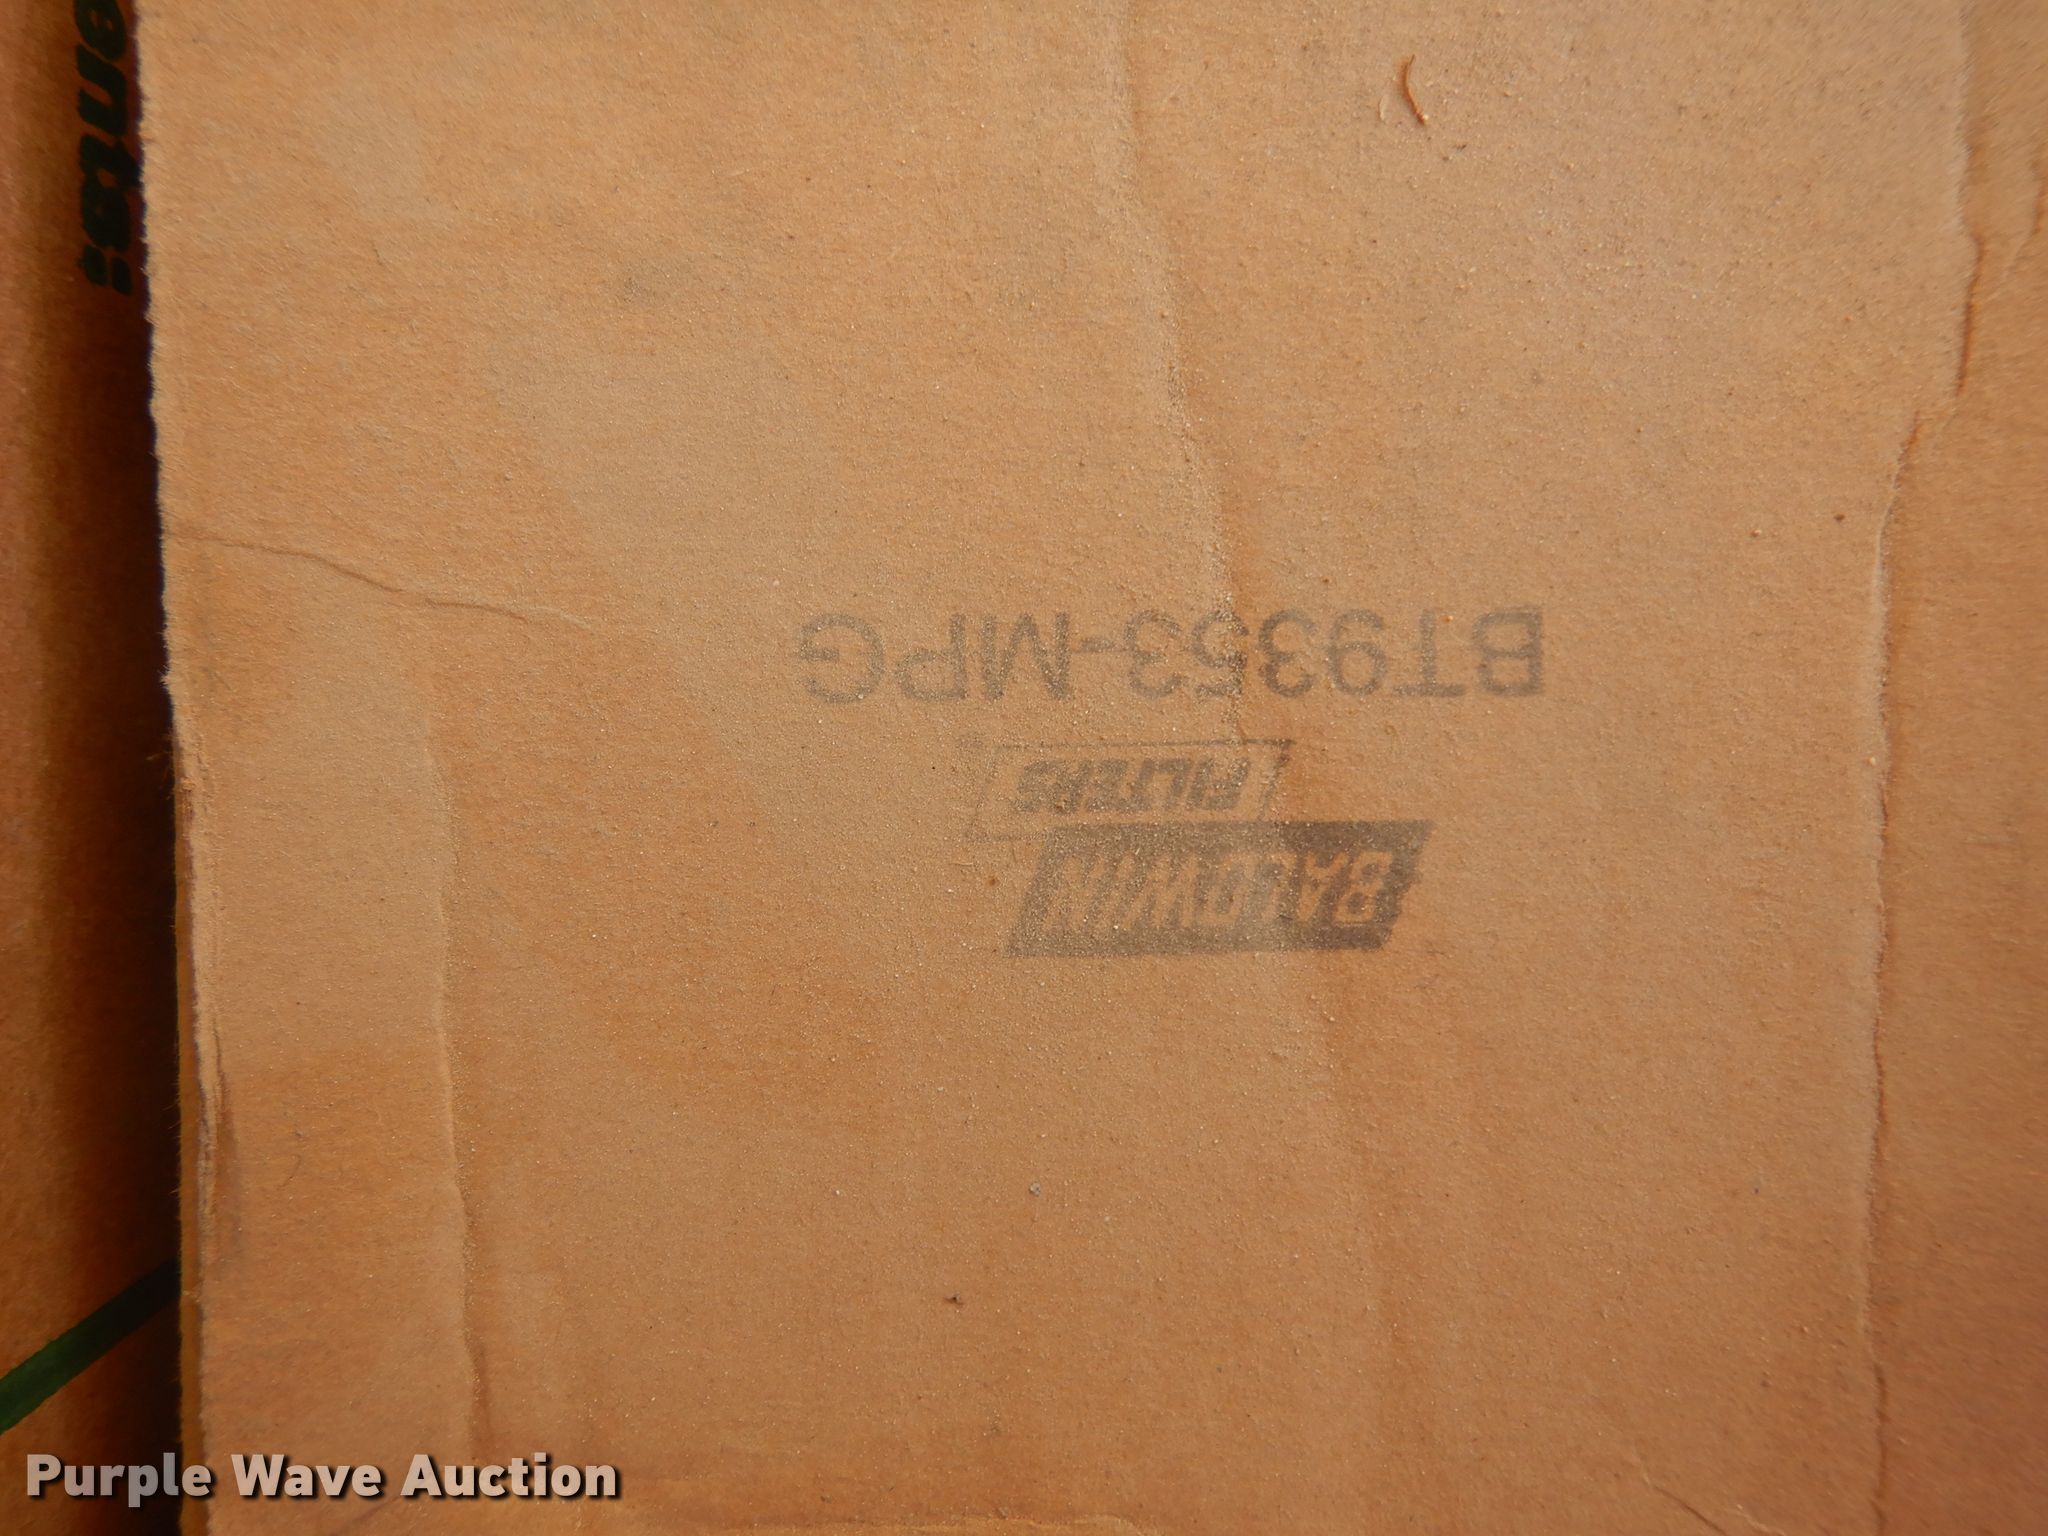 BALDWIN
FILTERS
BT9353-MPG
Purple Wave Auction